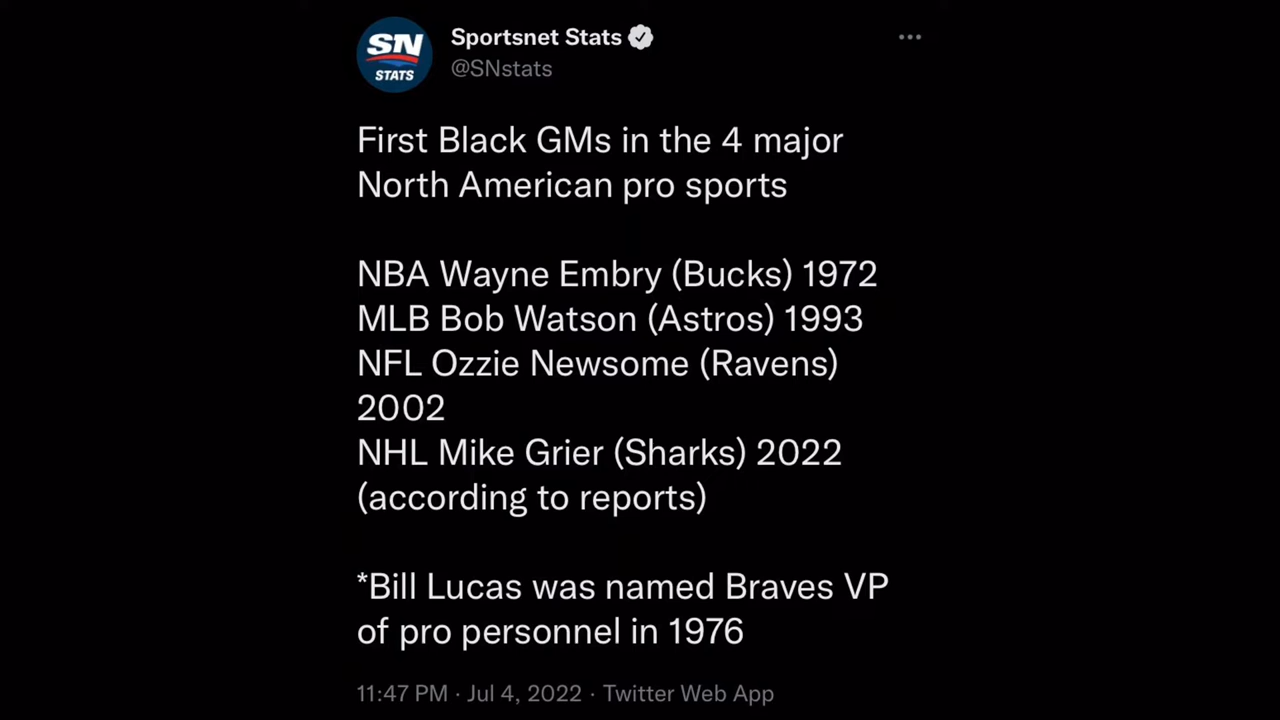 SN
STATS
Sportsnet Stats
@SNstats
First Black GMs in the 4 major
North American pro sports
NBA Wayne Embry (Bucks) 1972
MLB Bob Watson (Astros) 1993
NFL Ozzie Newsome (Ravens)
2002
NHL Mike Grier (Sharks) 2022
(according to reports)
*Bill Lucas was named Braves VP
of pro personnel in 1976
11:47 PM · Jul 4, 2022 · Twitter Web App